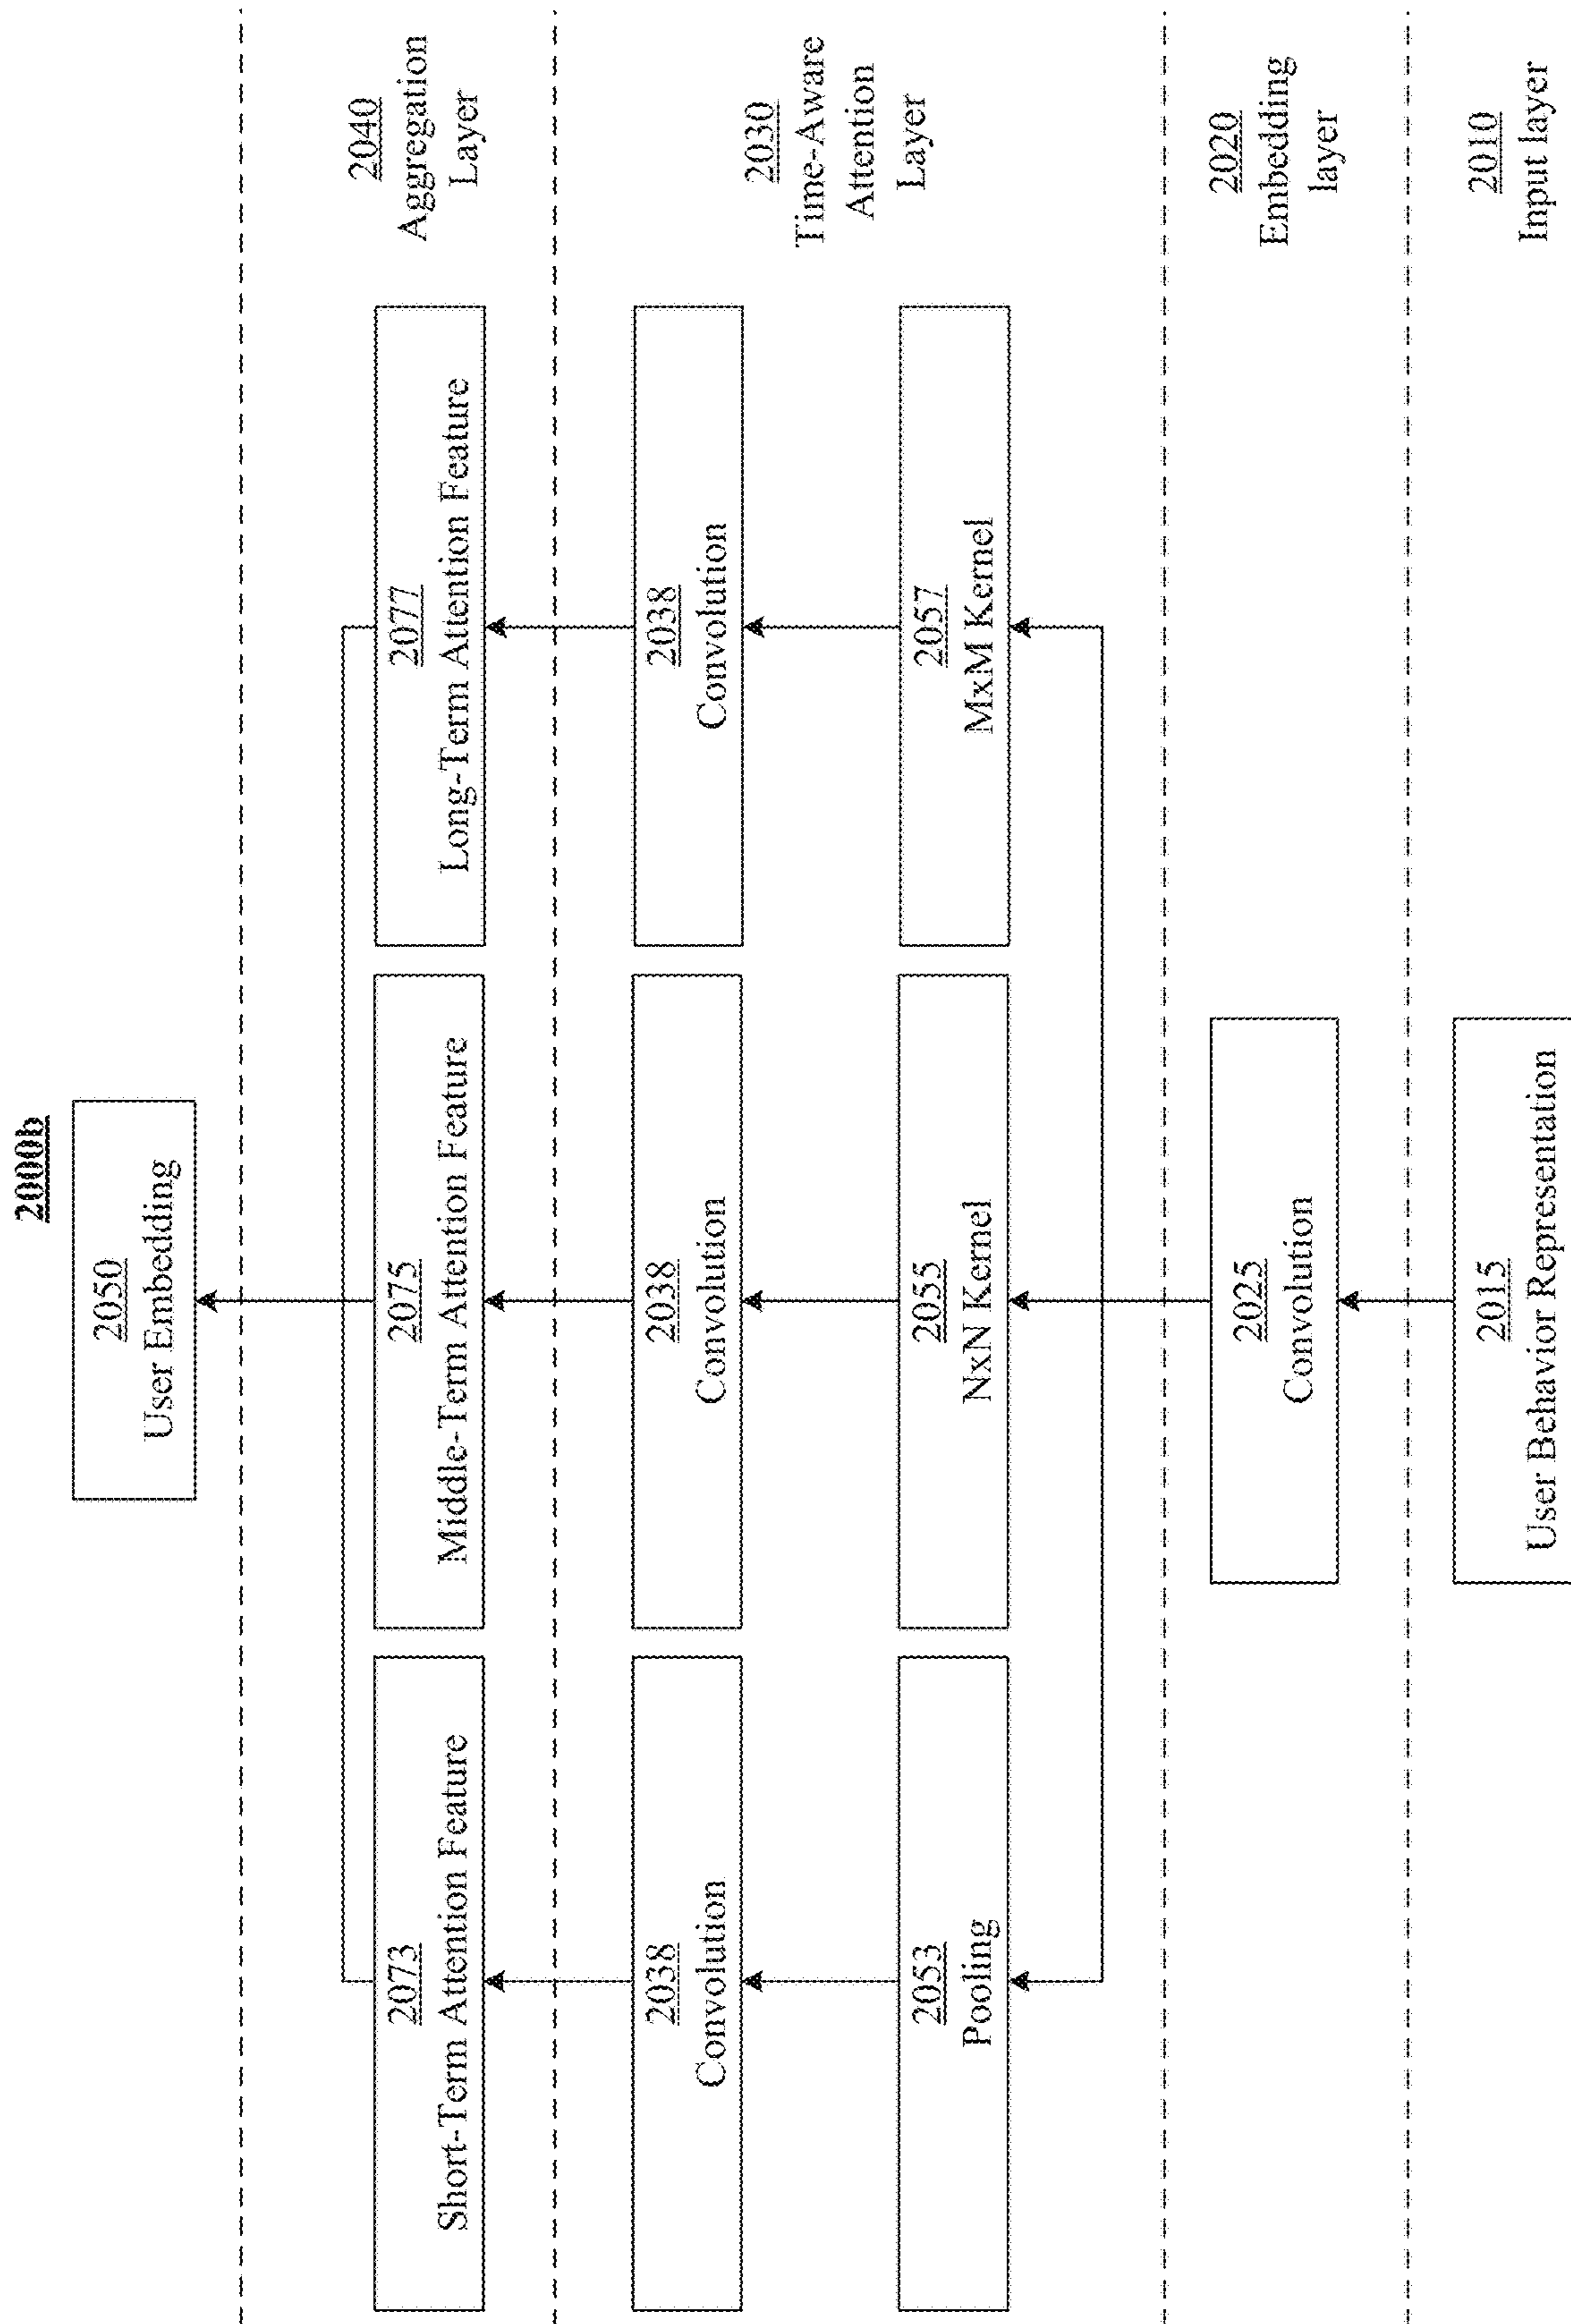 2000b
2050
User Embedding
2073
Short-Term Attention Feature
2075
Middle-Term Attention Feature
2077
Long-Term Attention Feature
2040
Aggregation
Layer
2038
Convolution
2038
Convolution
2038
Convolution
2030
Time-Aware
Attention
Layer
2053
Pooling
2055
NxN Kernel
2057
MxM Kernel
2025
Convolution
2020
Embedding
layer
2015
User Behavior Representation
2010
Input layer